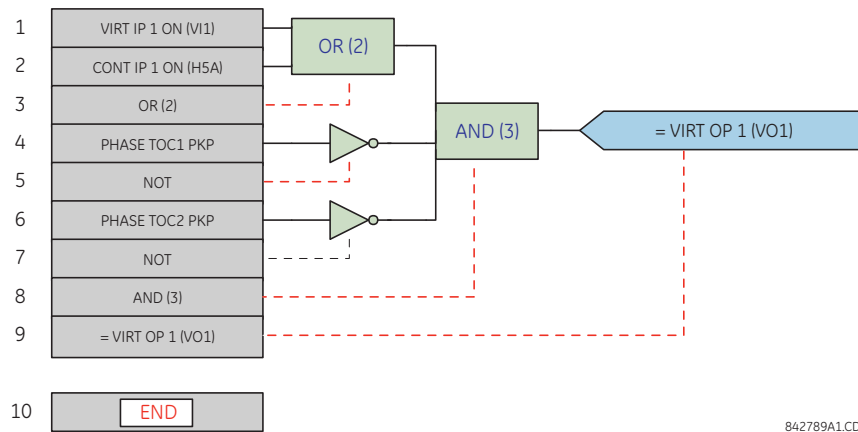 1 VIRT IP 1 ON (VI1)
OR (2)
2 CONT IP 1 ON (H5A)
3 OR (2)
AND (3)
= VIRT OP 1 (VO1)
4 PHASE TOC1 PKP
5 NOT
6 PHASE TOC2 PKP
7 NOT
8 AND (3)
9 = VIRT OP 1 (VO1)
10 END
842789A1.CD